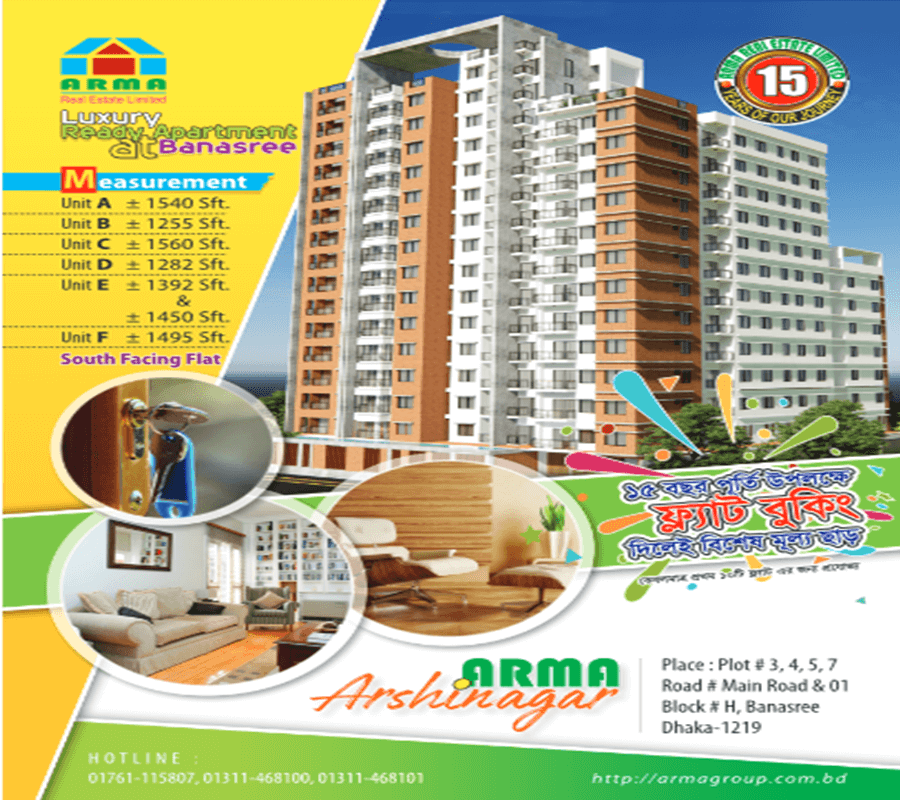 ARMA
Real Estate Limited
Luxury
Ready Apartment
at Banasree
Measurement
Unit A ± 1540 Sft.
Unit B ± 1255 Sft.
Unit C ± 1560 Sft.
Unit D ± 1282 Sft.
Unit E ± 1392 Sft.
&
± 1450 Sft.
Unit F ± 1495 Sft.
South Facing Flat
ARMA REAL ESTATE LIMITED
15
YEARS OF OUR JOURNEY
১৫ বছর পূর্তি উপলক্ষে
ফ্ল্যাট বুকিং
দিলেই বিশেষ মূল্য ছাড়
কেবলমাত্র প্রথম ১০টি ফ্ল্যাট এর জন্য প্রযোজ্য
ARMA
Arshinagar
Place : Plot # 3, 4, 5, 7
Road # Main Road & 01
Block # H, Banasree
Dhaka-1219
HOTLINE :
01761-115807, 01311-468100, 01311-468101
http://armagroup.com.bd